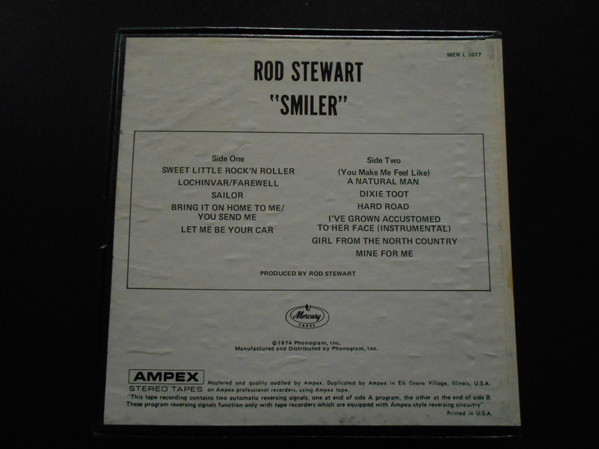 MER L 1017
ROD STEWART
"SMILER"
Side One
SWEET LITTLE ROCK'N ROLLER
LOCHINVAR/FAREWELL
SAILOR
BRING IT ON HOME TO ME/
YOU SEND ME
LET ME BE YOUR CAR
Side Two
(You Make Me Feel Like)
A NATURAL MAN
DIXIE TOOT
HARD ROAD
I'VE GROWN ACCUSTOMED
TO HER FACE (INSTRUMENTAL)
GIRL FROM THE NORTH COUNTRY
MINE FOR ME
PRODUCED BY ROD STEWART
Mercury
TAPES
©1974 Phonogram, Inc.
Manufactured and Distributed by Phonogram, Inc.
AMPEX
STEREO TAPES
Mastered and quality audited by Ampex. Duplicated by Ampex in Elk Grove Village, Illinois, U.S.A.
on Ampex professional recorders, using Ampex tape.
"This tape recording contains two automatic reversing signals, one at end of side A program, the other at the end of side B.
These program reversing signals function only with tape recorders which are equipped with Ampex-style reversing circuitry"
Printed in U.S.A.